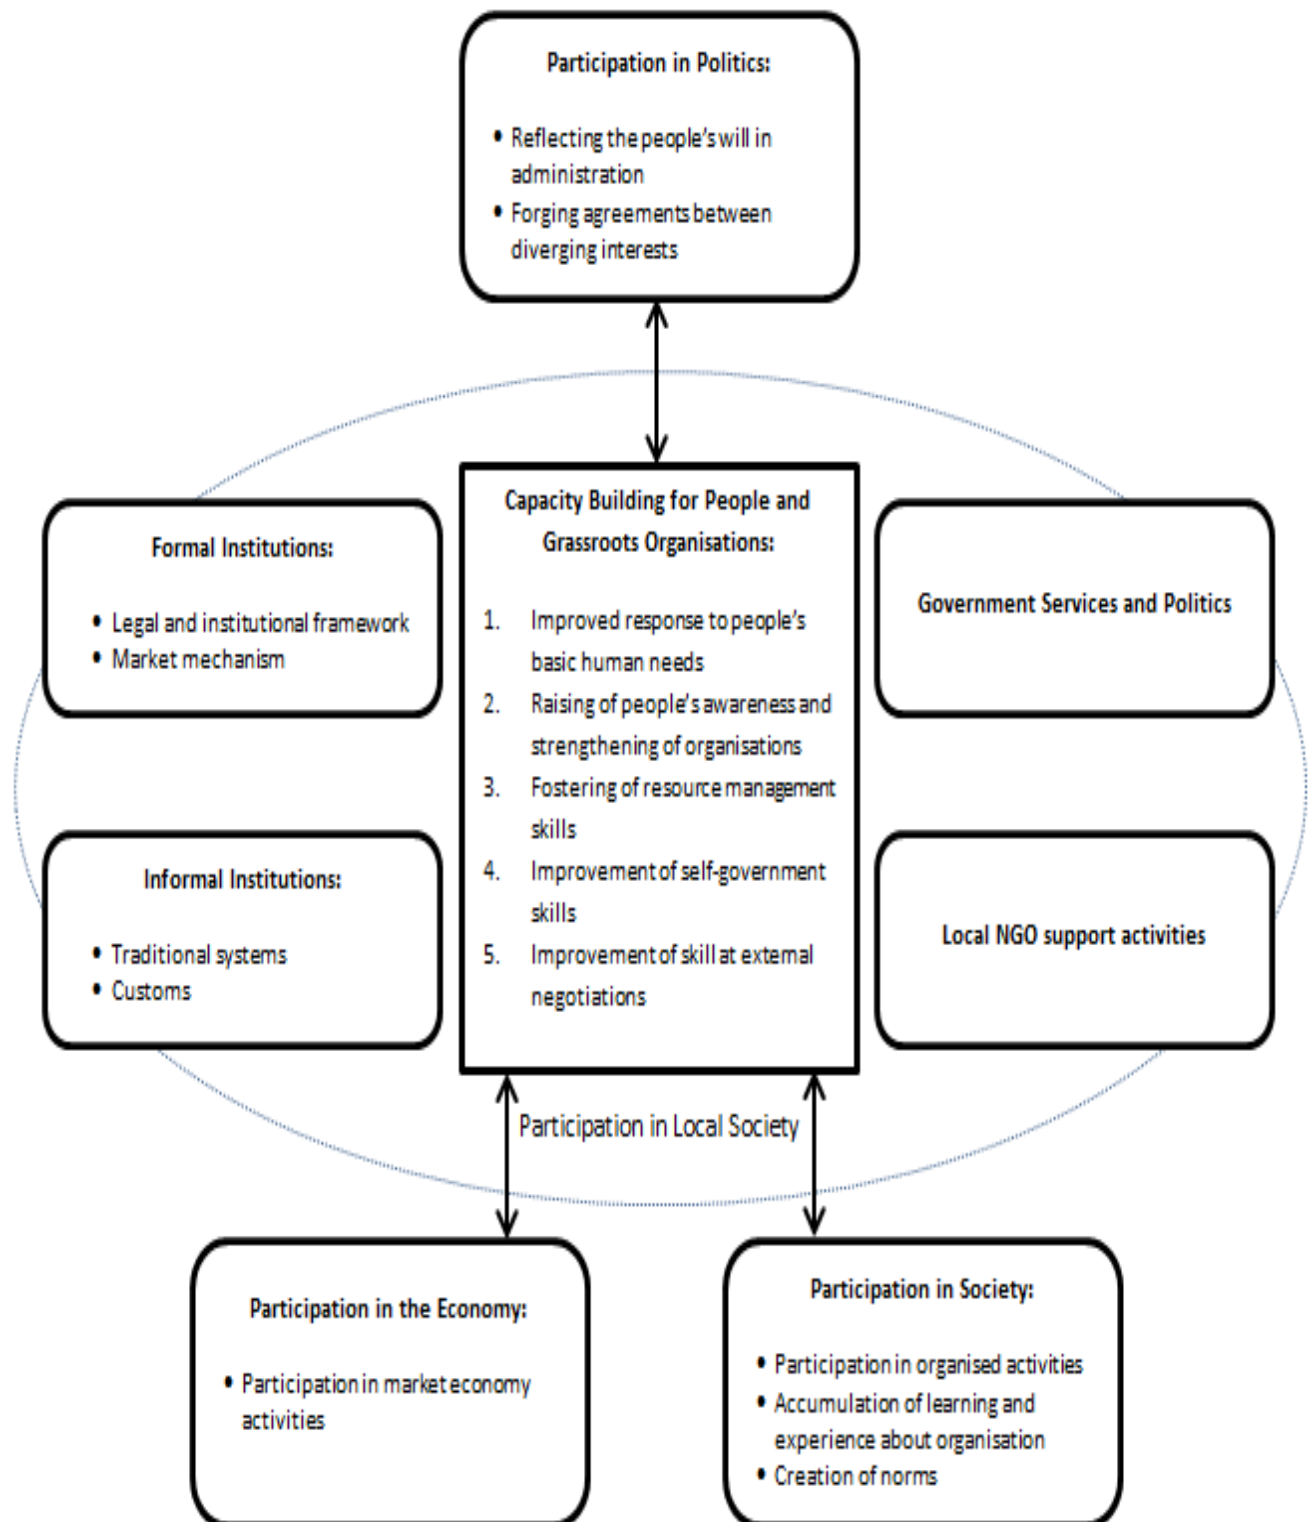 Participation in Politics:
• Reflecting the people's will in
administration
• Forging agreements between
diverging interests
Formal Institutions:
• Legal and institutional framework
• Market mechanism
Capacity Building for People and
Grassroots Organisations:
1. Improved response to people's
basic human needs
2. Raising of people's awareness and
strengthening of organisations
3. Fostering of resource management
skills
4. Improvement of self-government
skills
5. Improvement of skill at external
negotiations
Government Services and Politics
Informal Institutions:
• Traditional systems
• Customs
Local NGO support activities
Participation in Local Society
Participation in the Economy:
• Participation in market economy
activities
Participation in Society:
• Participation in organised activities
• Accumulation of learning and
experience about organisation
• Creation of norms